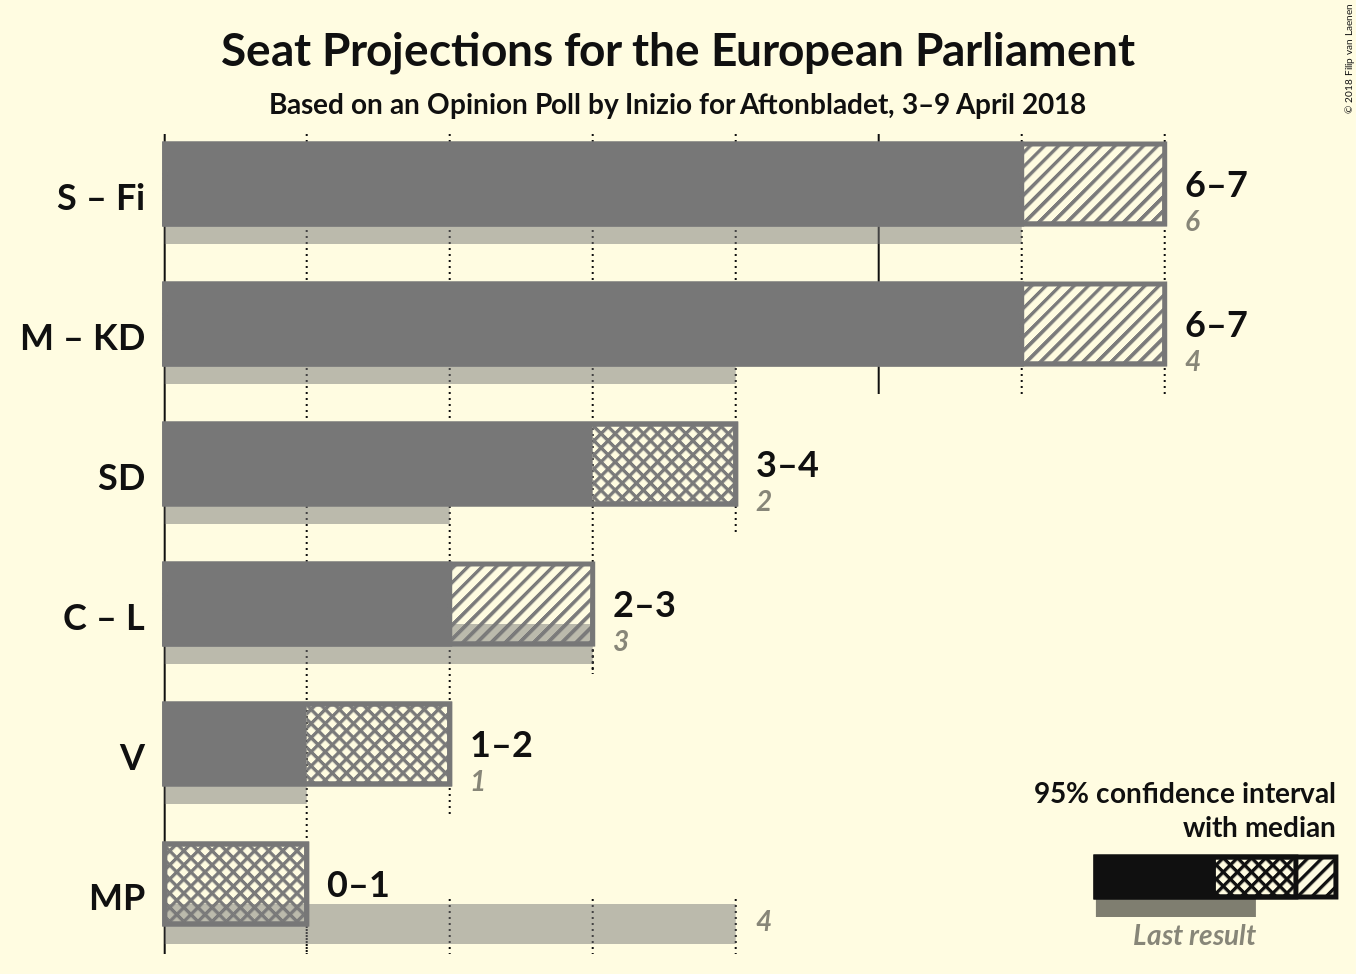 Seat Projections for the European Parliament
Based on an Opinion Poll by Inizio for Aftonbladet, 3–9 April 2018
© 2018 Filip van Laenen
S – Fi
6–7
6
M – KD
6–7
4
SD
3–4
2
C – L
2–3
3
V
1–2
1
MP
0–1
4
95% confidence interval
with median
Last result